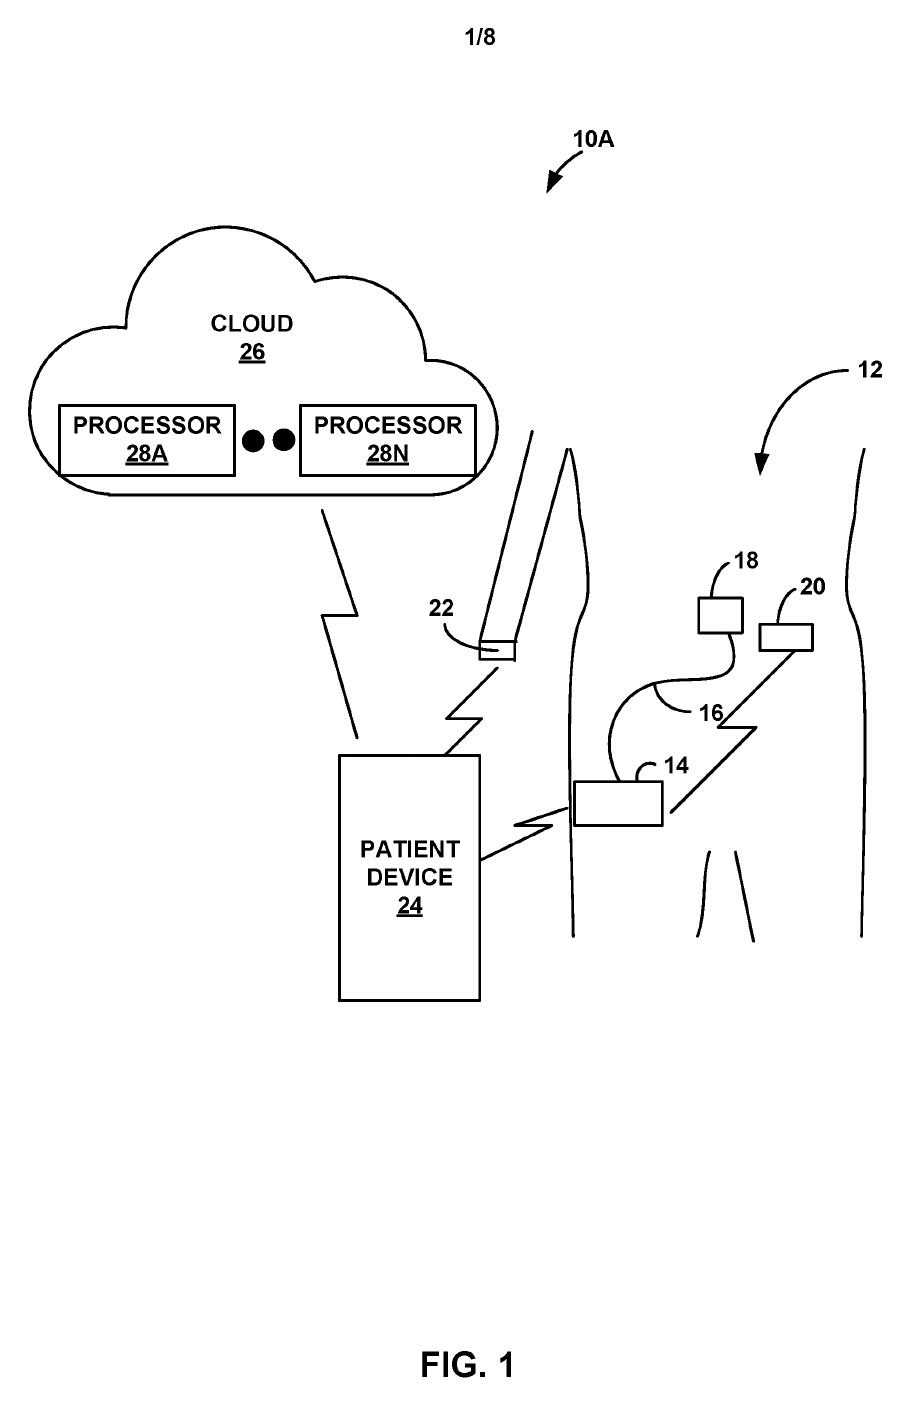 1/8
10A
CLOUD
26
12
PROCESSOR
28A
PROCESSOR
28N
18
20
22
16
14
PATIENT
DEVICE
24
FIG. 1